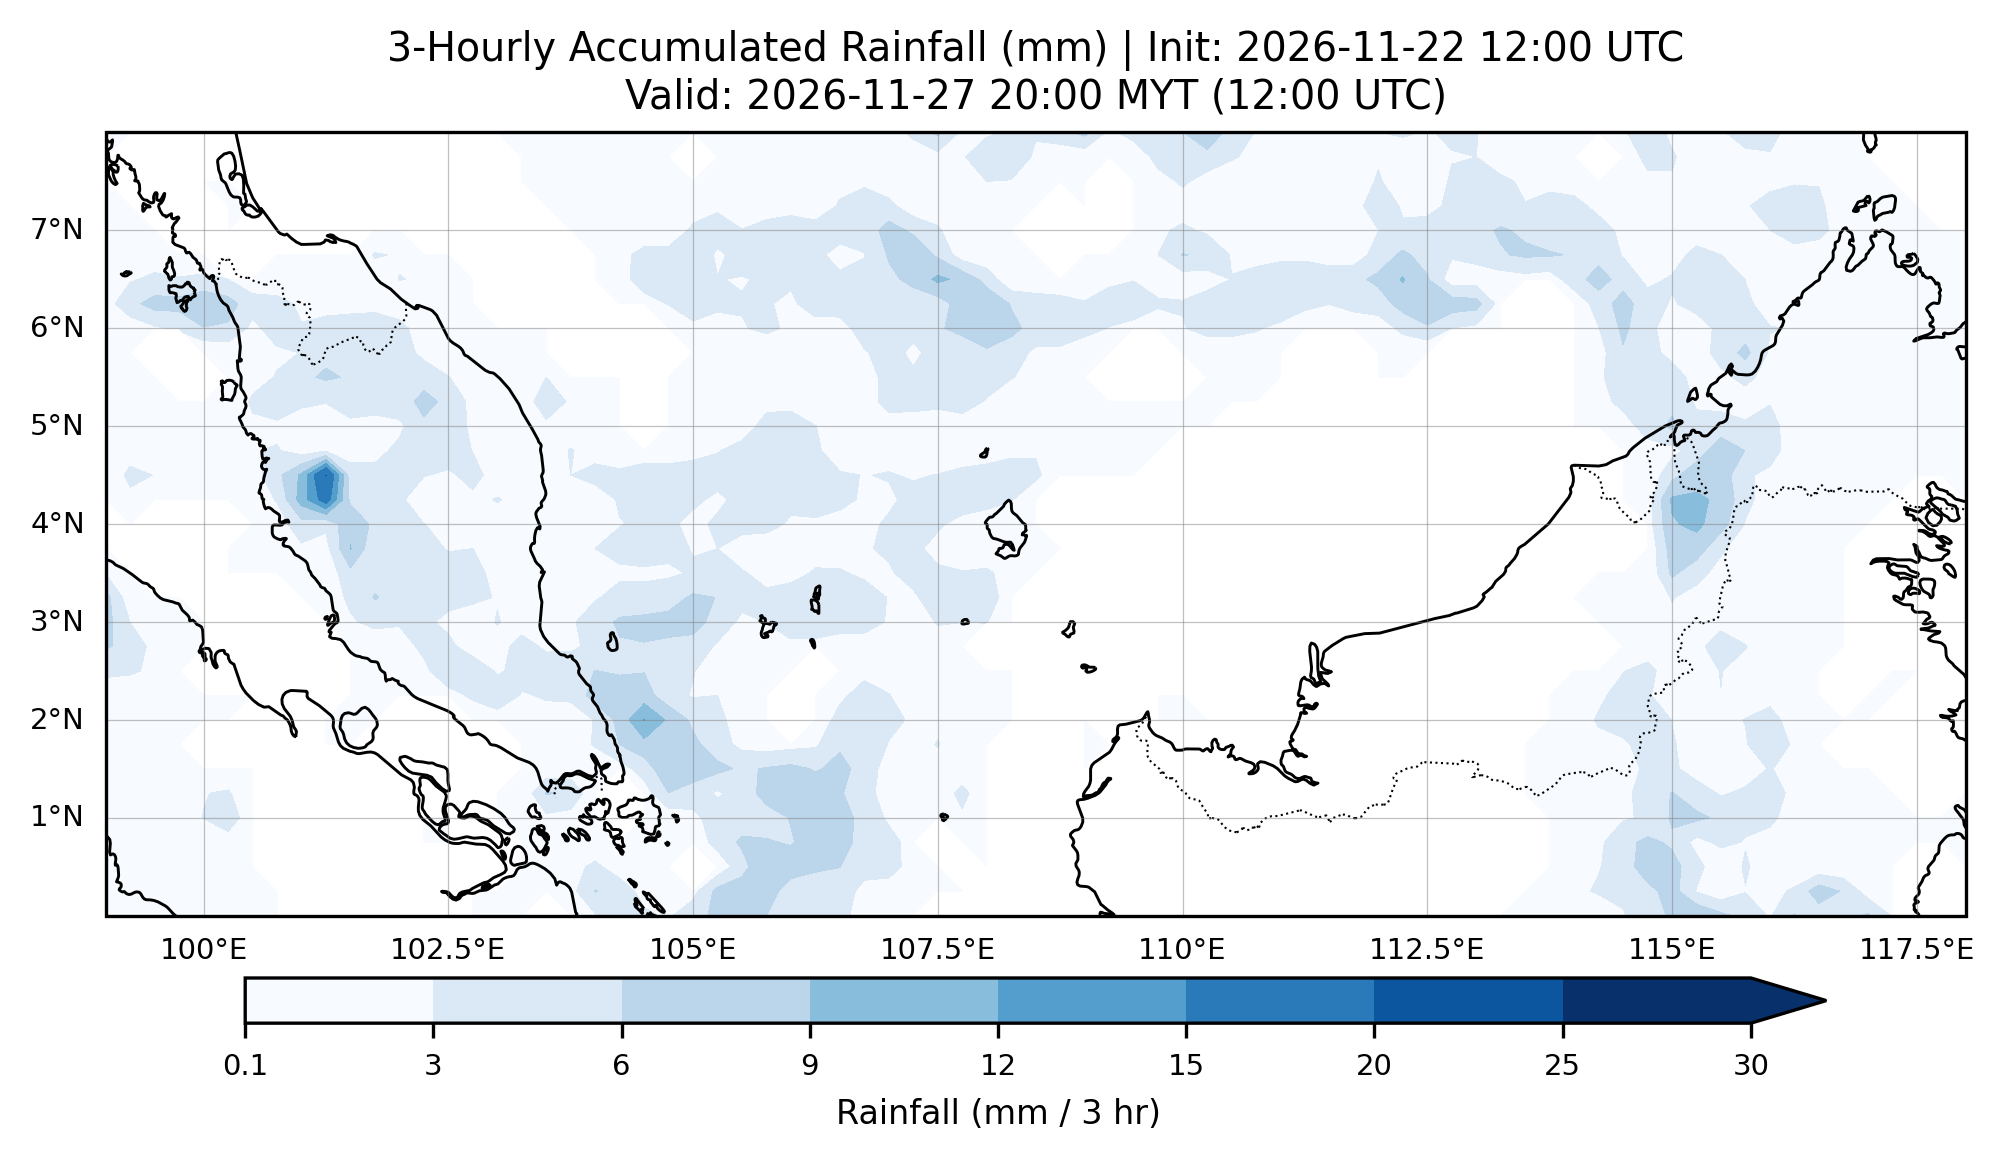 3-Hourly Accumulated Rainfall (mm) | Init: 2026-11-22 12:00 UTC
Valid: 2026-11-27 20:00 MYT (12:00 UTC)
7°N
6°N
5°N
4°N
3°N
2°N
1°N
100°E 102.5°E 105°E 107.5°E 110°E 112.5°E 115°E 117.5°E
0.1 3 6 9 12 15 20 25 30
Rainfall (mm / 3 hr)